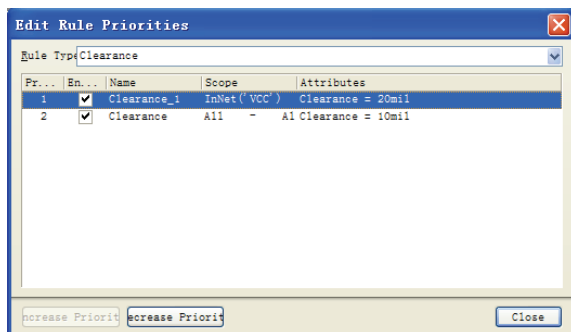 Edit Rule Priorities
Rule Typ Clearance
Pr... En... Name Scope Attributes
1 Clearance_1 InNet('VCC') Clearance = 20mil
2 Clearance All - Al Clearance = 10mil
ncrease Priorit ecrease Priorit Close